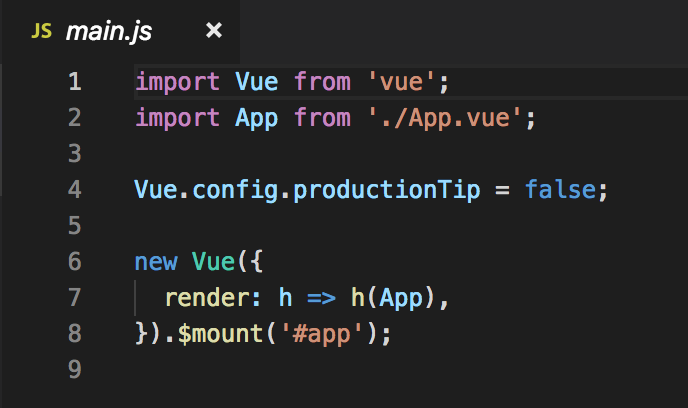 JS main.js ×
1 import Vue from 'vue';
2 import App from './App.vue';
3
4 Vue.config.productionTip = false;
5
6 new Vue({
7   render: h => h(App),
8 }).$mount('#app');
9